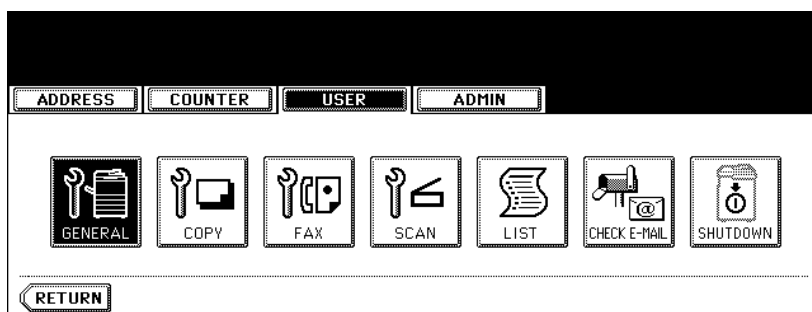 ADDRESS COUNTER USER ADMIN
GENERAL COPY FAX SCAN LIST CHECK E-MAIL SHUTDOWN
RETURN